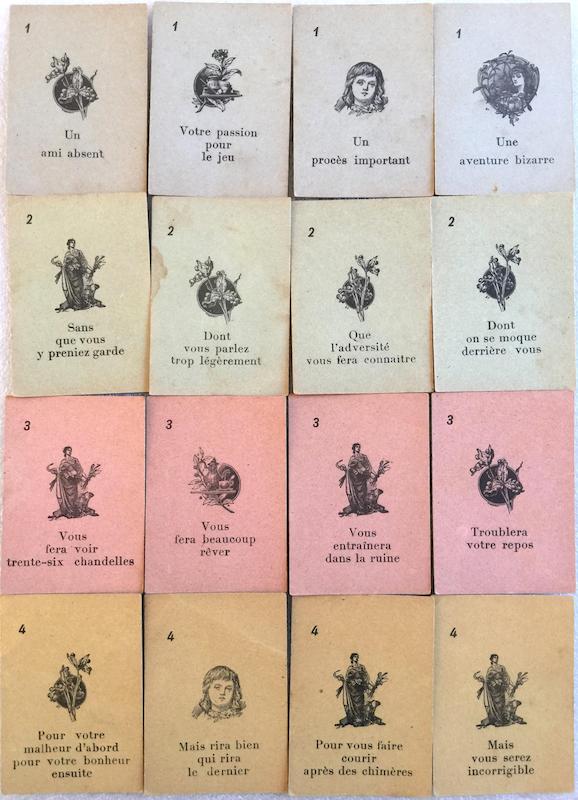 1
Un
ami absent
1
Votre passion
pour
le jeu
1
Un
procès important
1
Une
aventure bizarre
2
Sans
que vous
y preniez garde
2
Dont
vous parlez
trop légèrement
2
Que
l'adversité
vous fera connaitre
2
Dont
on se moque
derrière vous
3
Vous
fera voir
trente-six chandelles
3
Vous
fera beaucoup
rêver
3
Vous
entraînera
dans la ruine
3
Troublera
votre repos
4
Pour votre
malheur d'abord
pour votre bonheur
ensuite
4
Mais rira bien
qui rira
le dernier
4
Pour vous faire
courir
après des chimères
4
Mais
vous serez
incorrigible